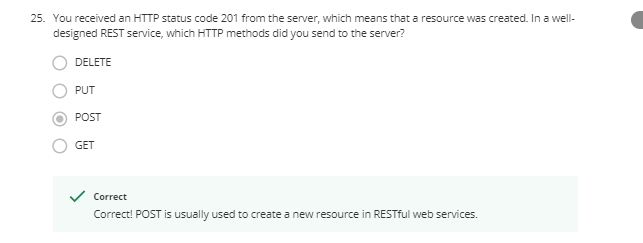 25. You received an HTTP status code 201 from the server, which means that a resource was created. In a well-
designed REST service, which HTTP methods did you send to the server?
DELETE
PUT
POST
GET
Correct
Correct! POST is usually used to create a new resource in RESTful web services.